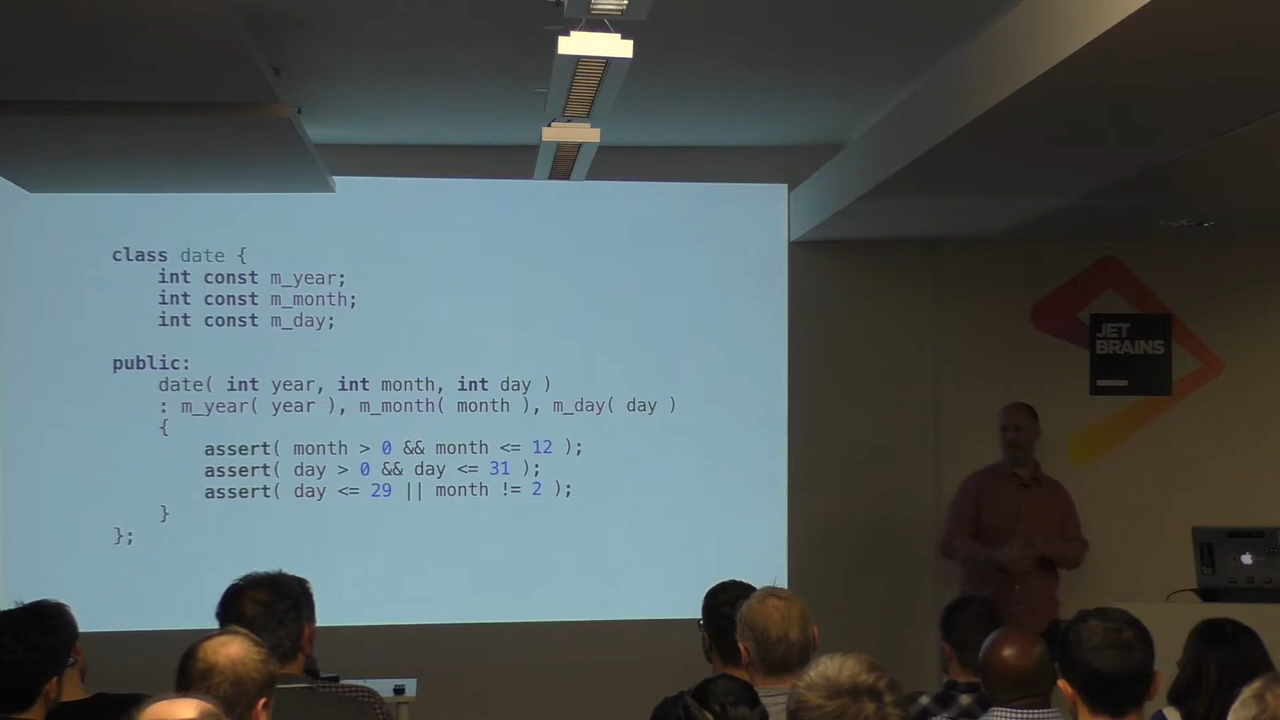 class date {
    int const m_year;
    int const m_month;
    int const m_day;
public:
    date( int year, int month, int day )
    : m_year( year ), m_month( month ), m_day( day )
    {
        assert( month > 0 && month <= 12 );
        assert( day > 0 && day <= 31 );
        assert( day <= 29 || month != 2 );
    }
};
JET
BRAINS